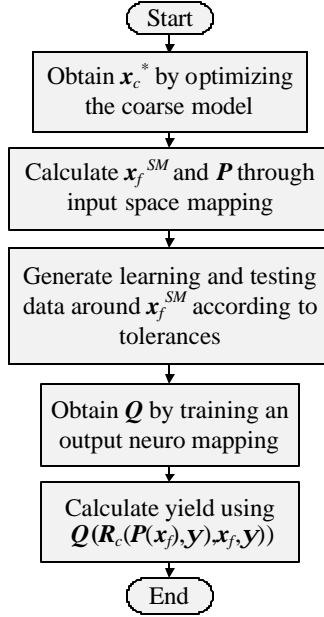 Start
Obtain x_c^* by optimizing
the coarse model
Calculate x_f^SM and P through
input space mapping
Generate learning and testing
data around x_f^SM according to
tolerances
Obtain Q by training an
output neuro mapping
Calculate yield using
Q(R_c(P(x_f),y),x_f,y))
End